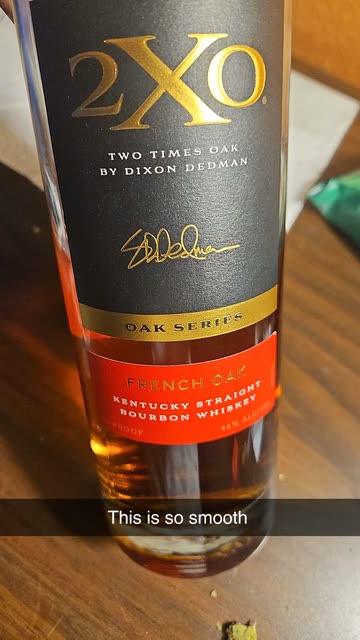 2XO®
TWO TIMES OAK
BY DIXON DEDMAN
OAK SERIES
FRENCH OAK
KENTUCKY STRAIGHT
BOURBON WHISKEY
PROOF 46% ALC/VOL
This is so smooth